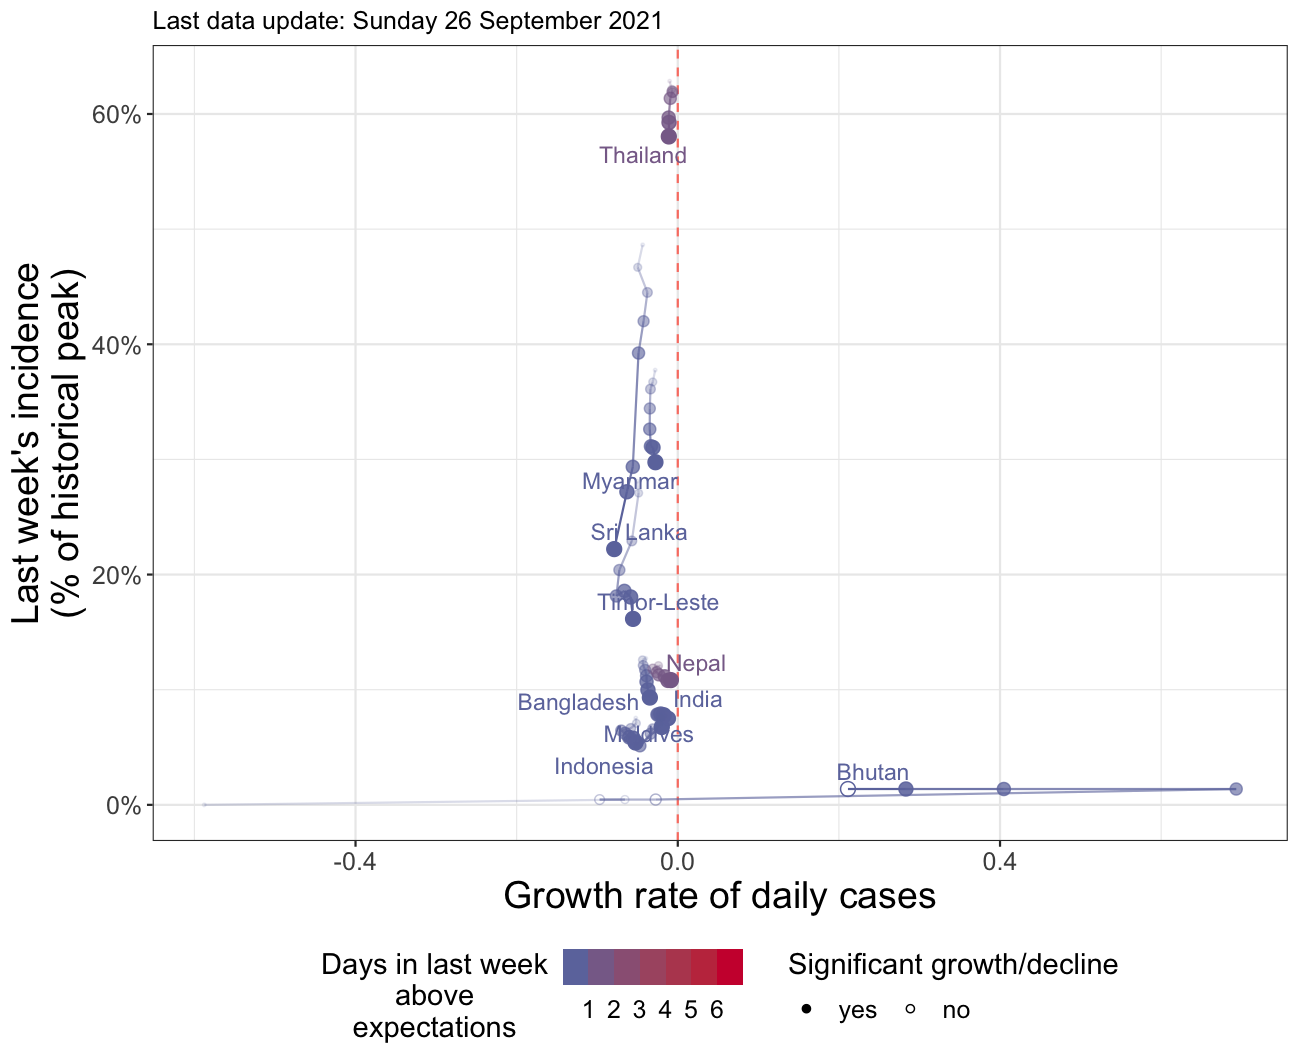 Last data update: Sunday 26 September 2021
Last week's incidence
(% of historical peak)
60%
40%
20%
0%
Thailand
Myanmar
Sri Lanka
Timor-Leste
Nepal
Bangladesh
India
Maldives
Indonesia
Bhutan
-0.4
0.0
0.4
Growth rate of daily cases
Days in last week
above
expectations
1 2 3 4 5 6
Significant growth/decline
yes
no